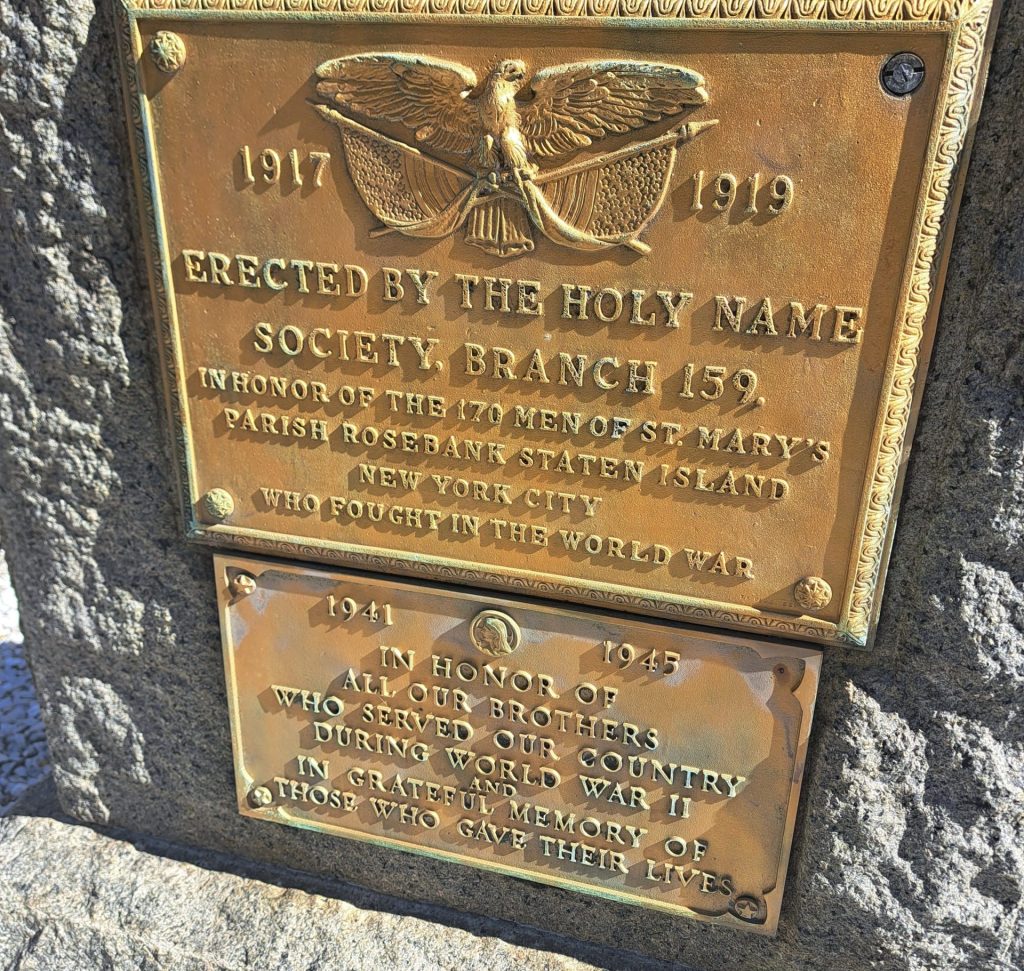 1917 1919
ERECTED BY THE HOLY NAME
SOCIETY, BRANCH 159.
IN HONOR OF THE 170 MEN OF ST. MARY'S
PARISH ROSEBANK STATEN ISLAND
NEW YORK CITY
WHO FOUGHT IN THE WORLD WAR
1941 1945
IN HONOR OF
ALL OUR BROTHERS
WHO SERVED OUR COUNTRY
DURING WORLD WAR II
AND
IN GRATEFUL MEMORY OF
THOSE WHO GAVE THEIR LIVES